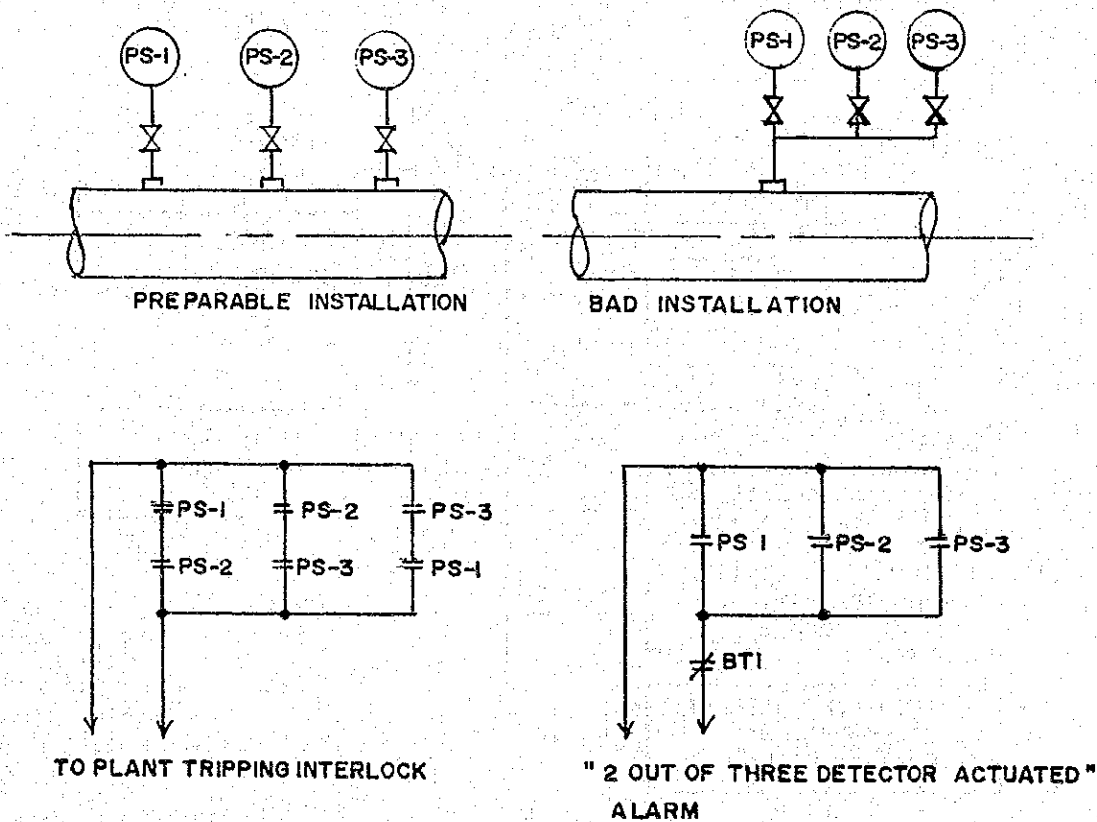 PS-1 PS-2 PS-3
PS-1 PS-2 PS-3
PREPARABLE INSTALLATION
BAD INSTALLATION
PS-1 PS-2 PS-3
PS-2 PS-3 PS-1
TO PLANT TRIPPING INTERLOCK
PS 1 PS-2 PS-3
BT1
" 2 OUT OF THREE DETECTOR ACTUATED "
ALARM